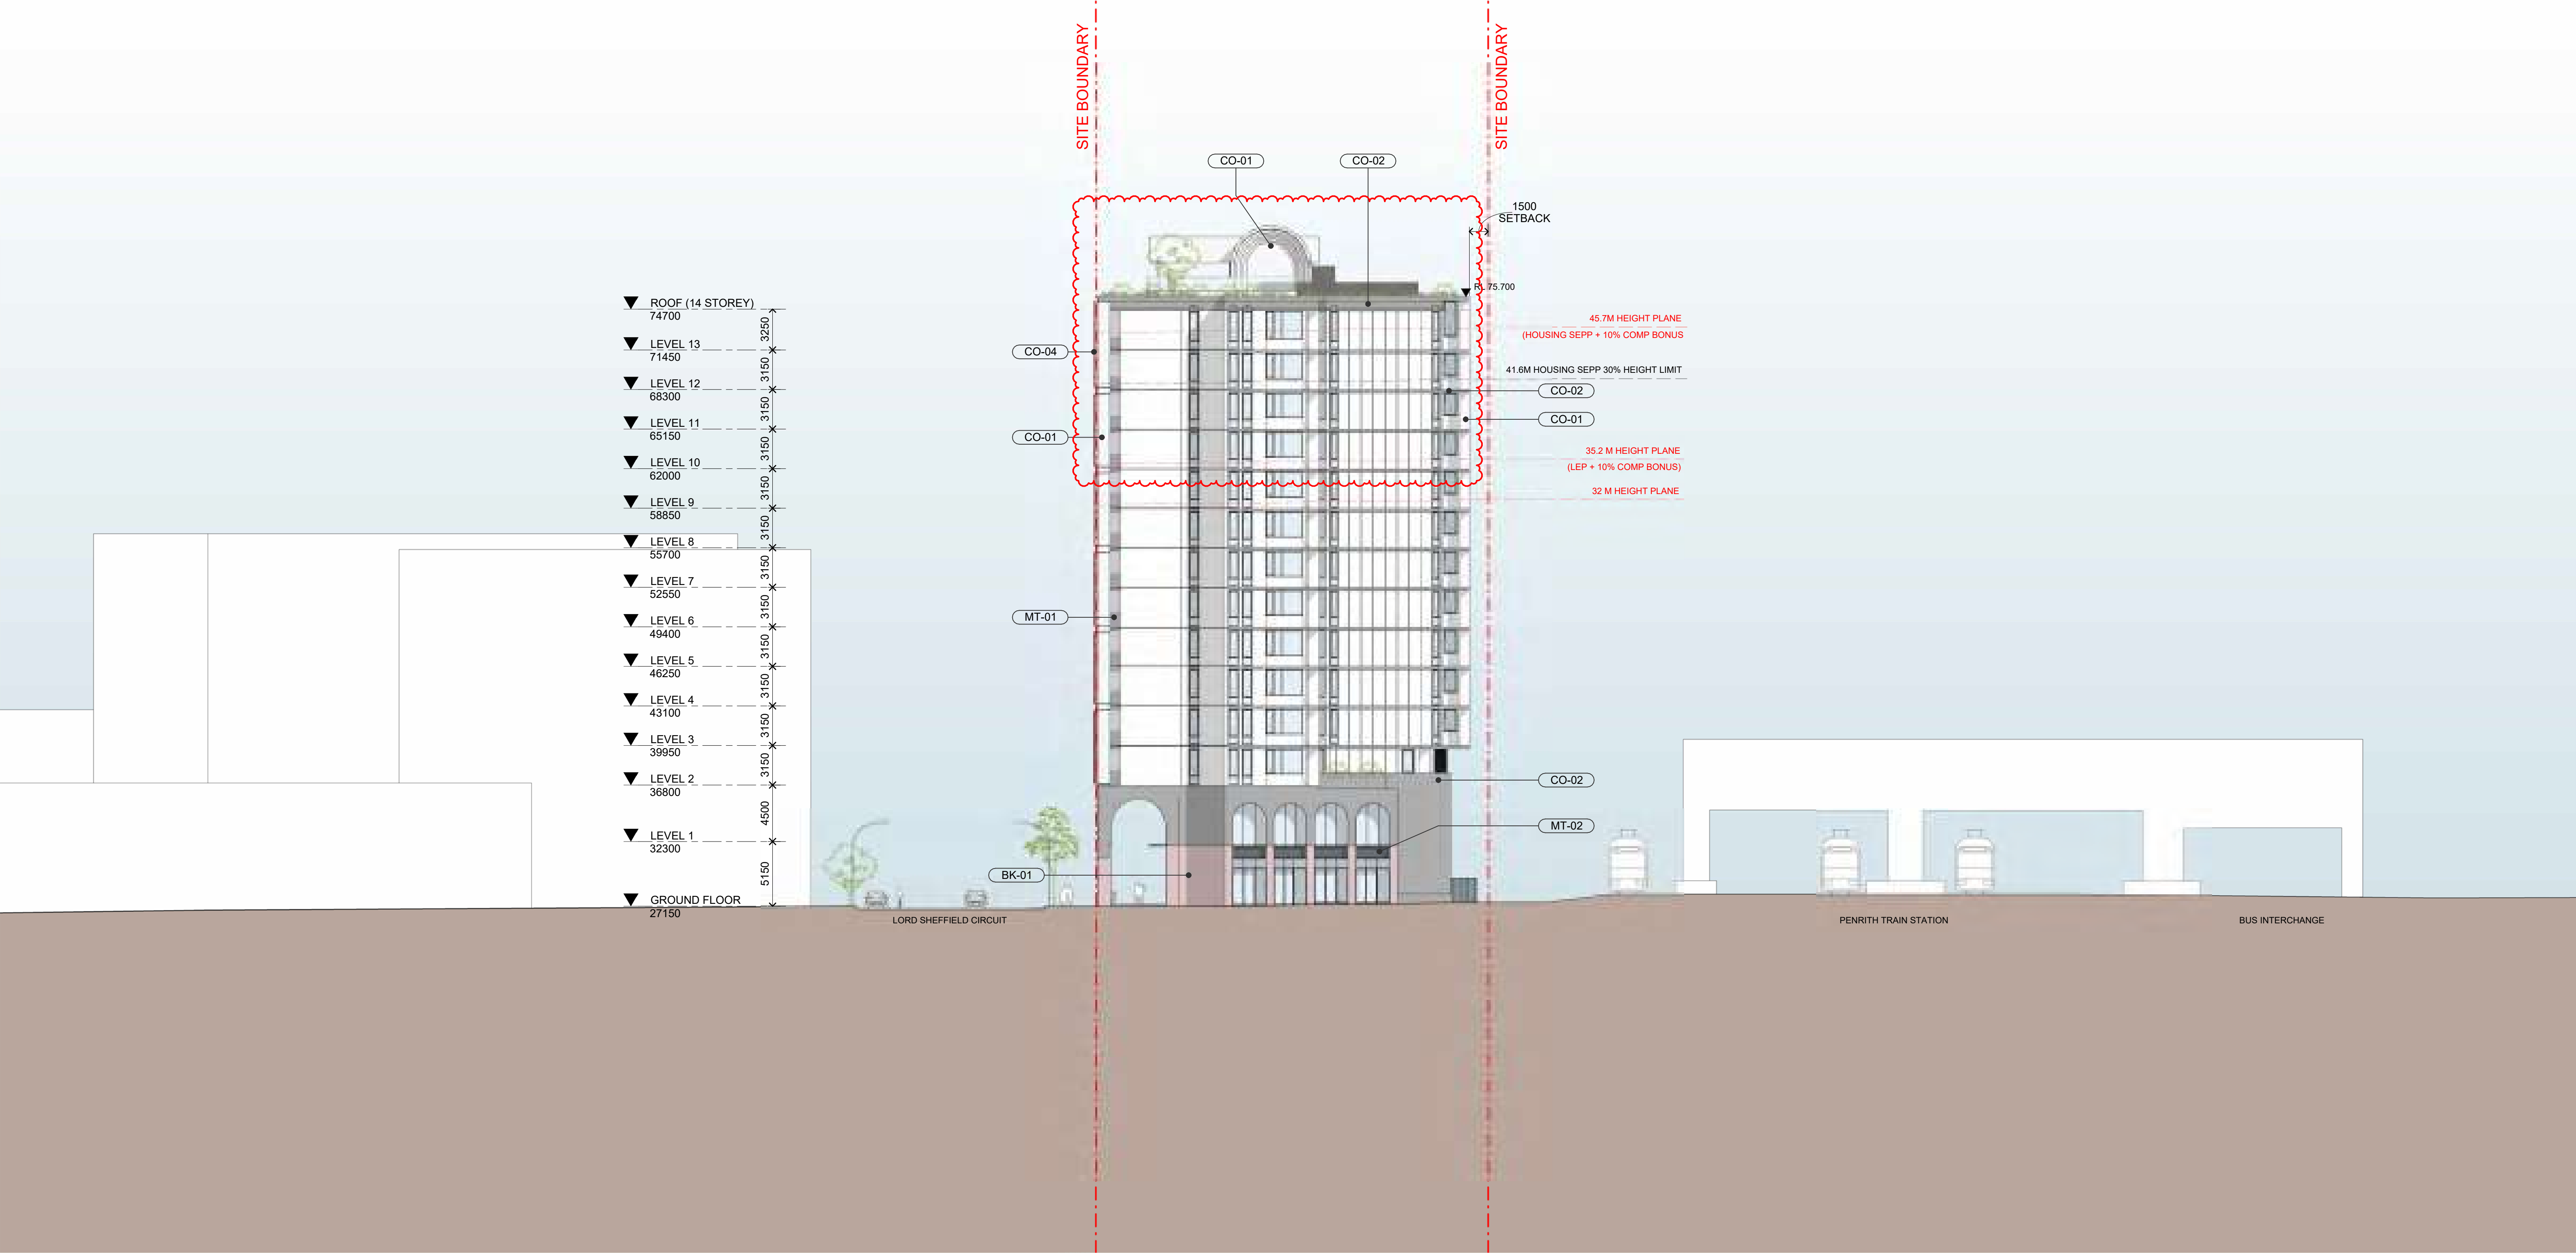 SITE BOUNDARY
SITE BOUNDARY
CO-01
CO-02
1500
SETBACK
RL 75.700
ROOF (14 STOREY)
74700
3250
LEVEL 13
71450
3150
LEVEL 12
68300
3150
LEVEL 11
65150
3150
LEVEL 10
62000
3150
LEVEL 9
58850
3150
LEVEL 8
55700
3150
LEVEL 7
52550
3150
LEVEL 6
49400
3150
LEVEL 5
46250
3150
LEVEL 4
43100
3150
LEVEL 3
39950
3150
LEVEL 2
36800
4500
LEVEL 1
32300
5150
GROUND FLOOR
27150
CO-04
CO-01
MT-01
BK-01
45.7M HEIGHT PLANE
(HOUSING SEPP + 10% COMP BONUS
41.6M HOUSING SEPP 30% HEIGHT LIMIT
CO-02
CO-01
35.2 M HEIGHT PLANE
(LEP + 10% COMP BONUS)
32 M HEIGHT PLANE
CO-02
MT-02
LORD SHEFFIELD CIRCUIT
PENRITH TRAIN STATION
BUS INTERCHANGE